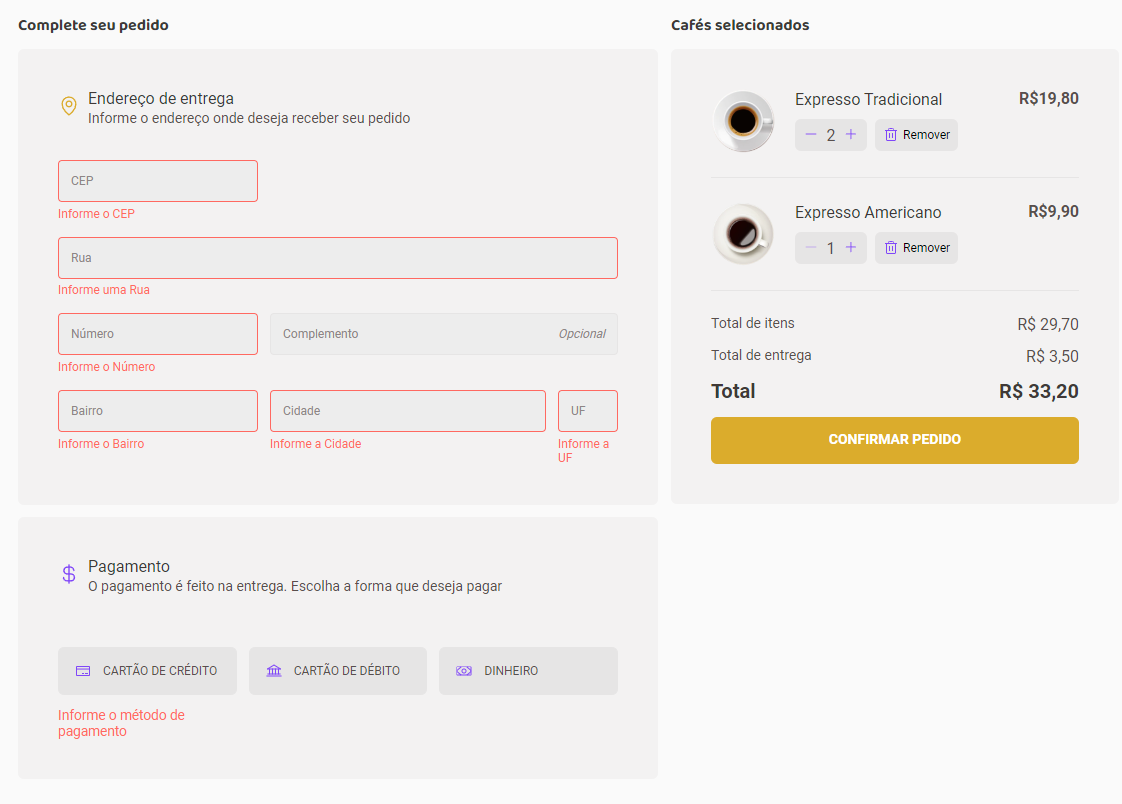 Complete seu pedido
Endereço de entrega
Informe o endereço onde deseja receber seu pedido
CEP
Informe o CEP
Rua
Informe uma Rua
Número
Complemento
Opcional
Informe o Número
Bairro
Cidade
UF
Informe o Bairro
Informe a Cidade
Informe a
UF
Pagamento
O pagamento é feito na entrega. Escolha a forma que deseja pagar
CARTÃO DE CRÉDITO
CARTÃO DE DÉBITO
DINHEIRO
Informe o método de
pagamento
Cafés selecionados
Expresso Tradicional
R$19,80
2
Remover
Expresso Americano
R$9,90
1
Remover
Total de itens
R$ 29,70
Total de entrega
R$ 3,50
Total
R$ 33,20
CONFIRMAR PEDIDO